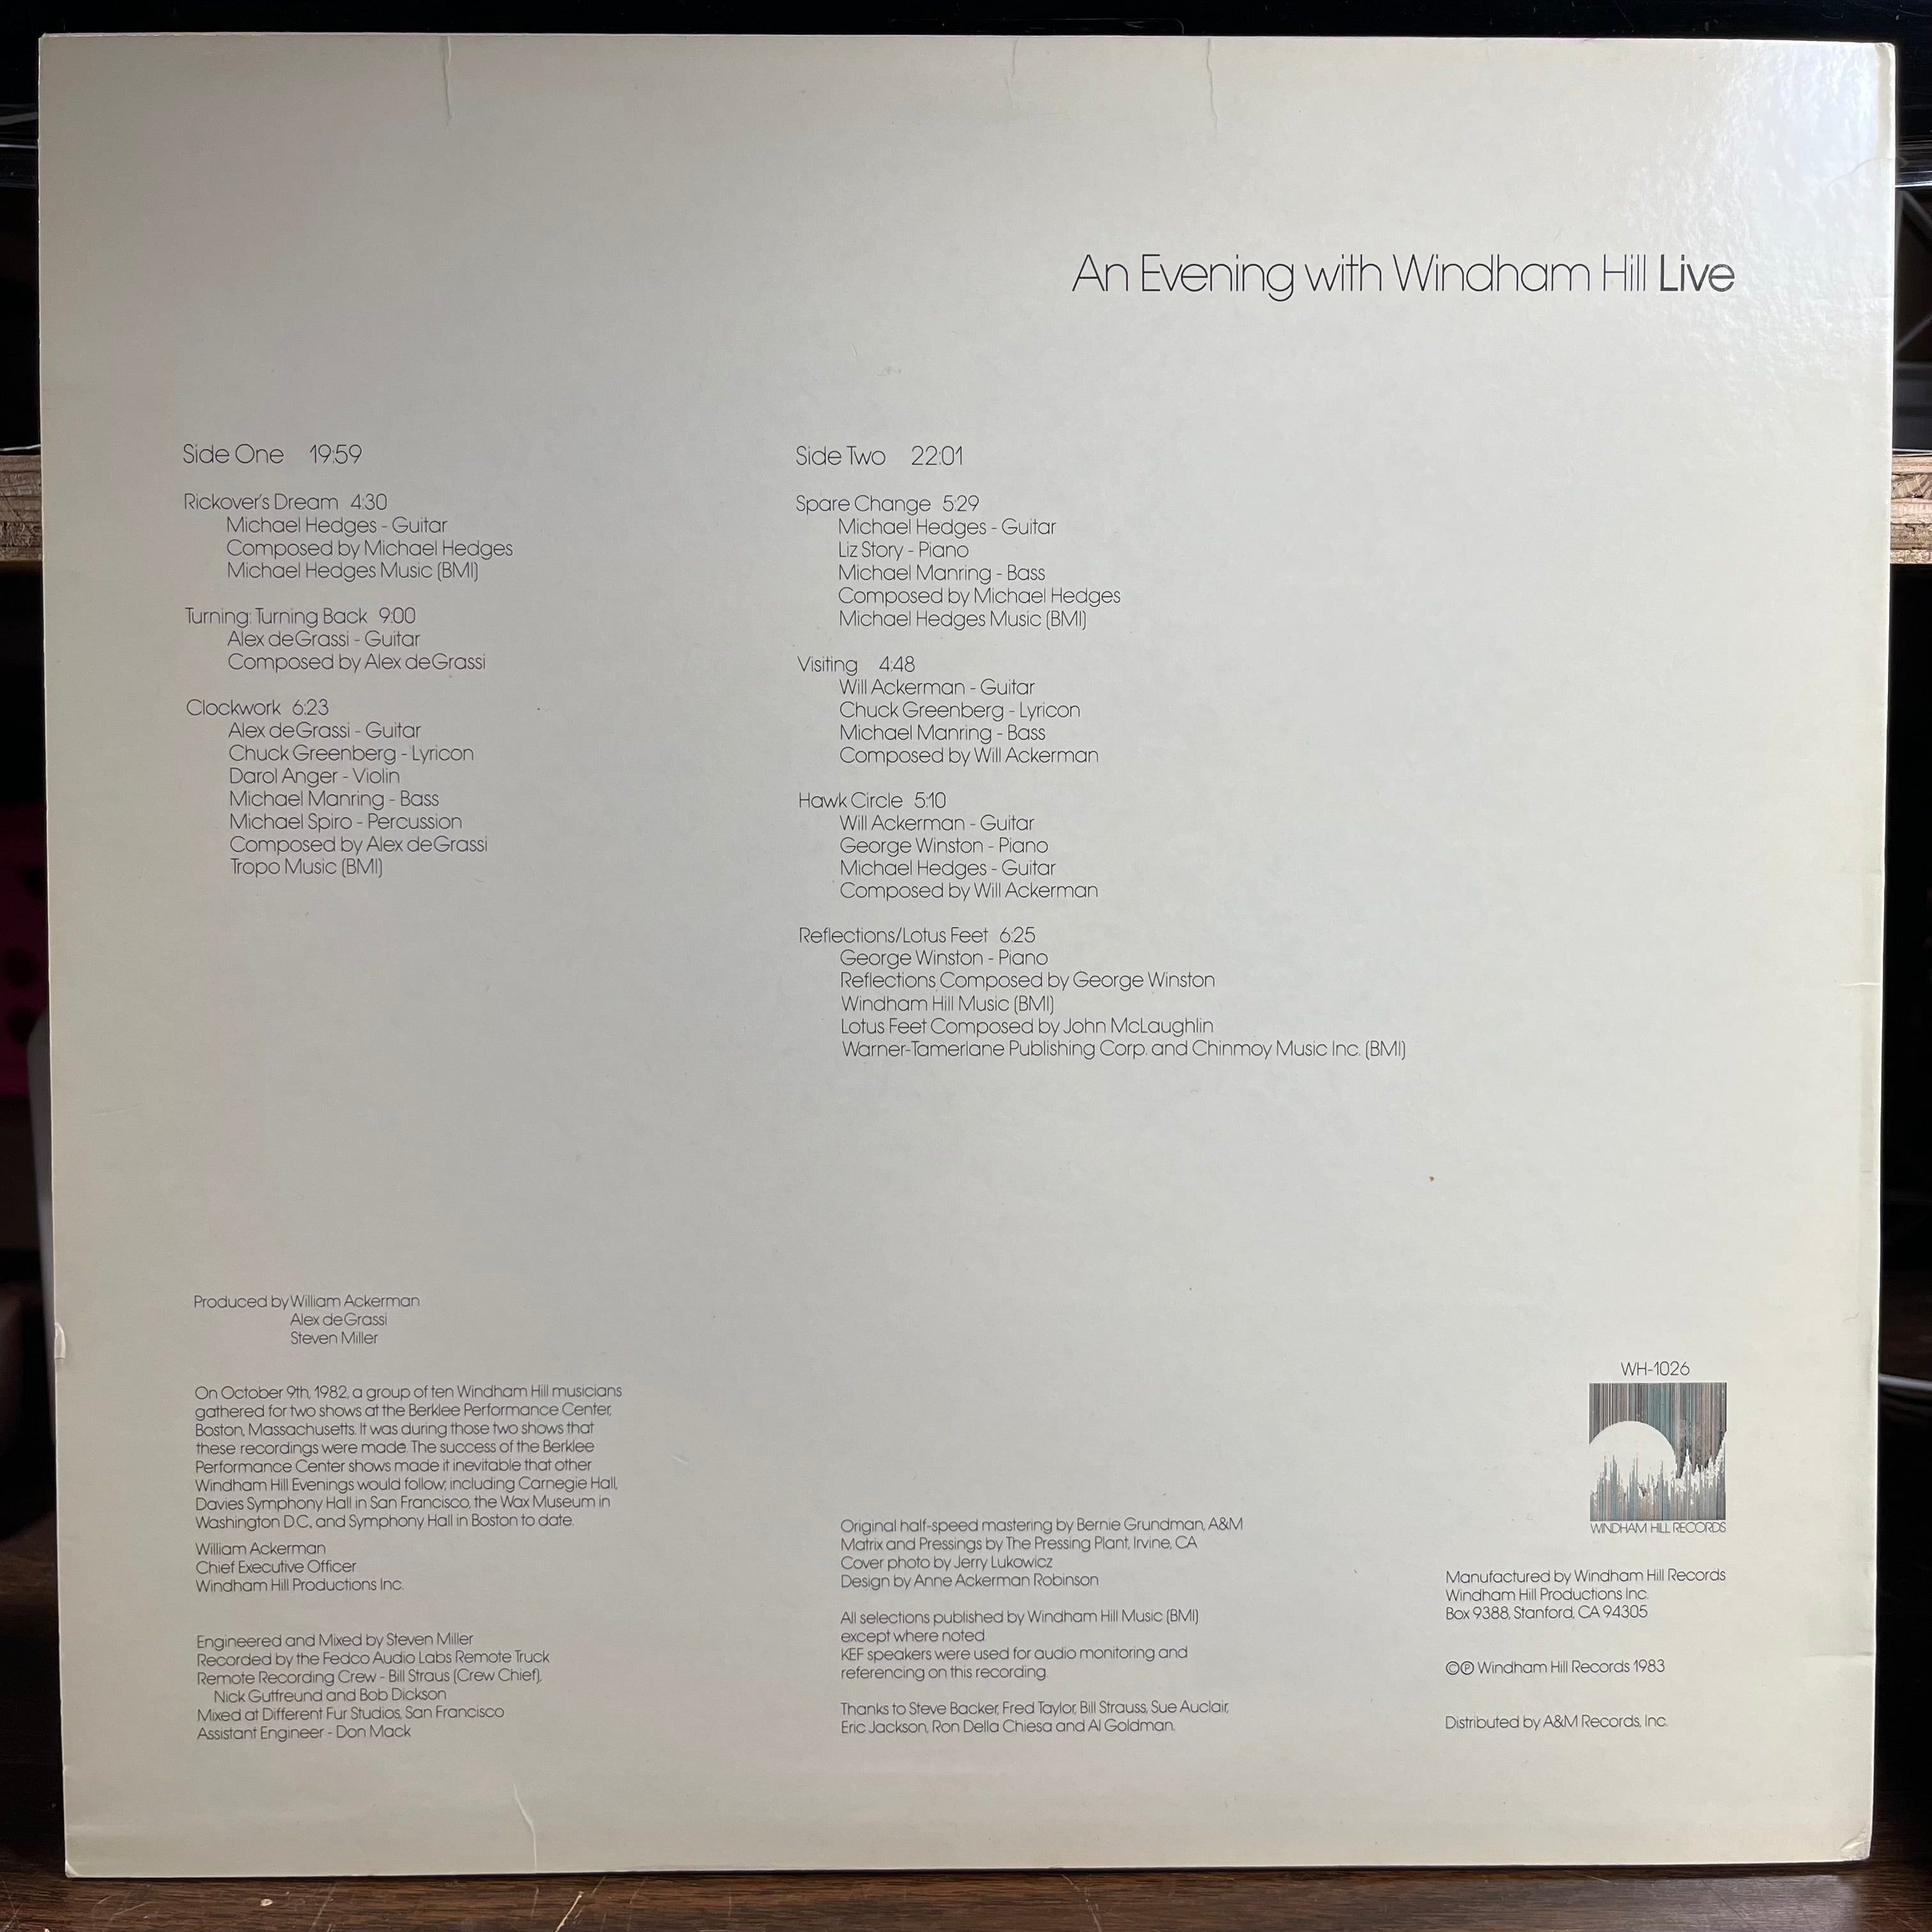 An Evening with Windham Hill Live
Side One 19:59
Rickover's Dream 4:30
Michael Hedges - Guitar
Composed by Michael Hedges
Michael Hedges Music (BMI)
Turning: Turning Back 9:00
Alex deGrassi - Guitar
Composed by Alex deGrassi
Clockwork 6:23
Alex deGrassi - Guitar
Chuck Greenberg - Lyricon
Darol Anger - Violin
Michael Manring - Bass
Michael Spiro - Percussion
Composed by Alex deGrassi
Tropo Music (BMI)
Side Two 22:01
Spare Change 5:29
Michael Hedges - Guitar
Liz Story - Piano
Michael Manring - Bass
Composed by Michael Hedges
Michael Hedges Music (BMI)
Visiting 4:48
Will Ackerman - Guitar
Chuck Greenberg - Lyricon
Michael Manring - Bass
Composed by Will Ackerman
Hawk Circle 5:10
Will Ackerman - Guitar
George Winston - Piano
Michael Hedges - Guitar
Composed by Will Ackerman
Reflections/Lotus Feet 6:25
George Winston - Piano
Reflections Composed by George Winston
Windham Hill Music (BMI)
Lotus Feet Composed by John McLaughlin
Warner-Tamerlane Publishing Corp. and Chinmoy Music Inc. (BMI)
Produced by William Ackerman
Alex deGrassi
Steven Miller
On October 9th, 1982, a group of ten Windham Hill musicians
gathered for two shows at the Berklee Performance Center,
Boston, Massachusetts. It was during those two shows that
these recordings were made. The success of the Berklee
Performance Center shows made it inevitable that other
Windham Hill Evenings would follow; including Carnegie Hall,
Davies Symphony Hall in San Francisco, the Wax Museum in
Washington D.C., and Symphony Hall in Boston to date.
William Ackerman
Chief Executive Officer
Windham Hill Productions Inc.
Engineered and Mixed by Steven Miller
Recorded by the Fedco Audio Labs Remote Truck
Remote Recording Crew - Bill Straus (Crew Chief),
Nick Gutfreund and Bob Dickson
Mixed at Different Fur Studios, San Francisco
Assistant Engineer - Don Mack
Original half-speed mastering by Bernie Grundman, A&M
Matrix and Pressings by The Pressing Plant, Irvine, CA
Cover photo by Jerry Lukowicz
Design by Anne Ackerman Robinson
All selections published by Windham Hill Music (BMI)
except where noted.
KEF speakers were used for audio monitoring and
referencing on this recording.
Thanks to Steve Backer, Fred Taylor, Bill Strauss, Sue Auclair,
Eric Jackson, Ron Della Chiesa and Al Goldman.
WH-1026
WINDHAM HILL RECORDS
Manufactured by Windham Hill Records
Windham Hill Productions Inc.
Box 9388, Stanford, CA 94305
©℗ Windham Hill Records 1983
Distributed by A&M Records, Inc.